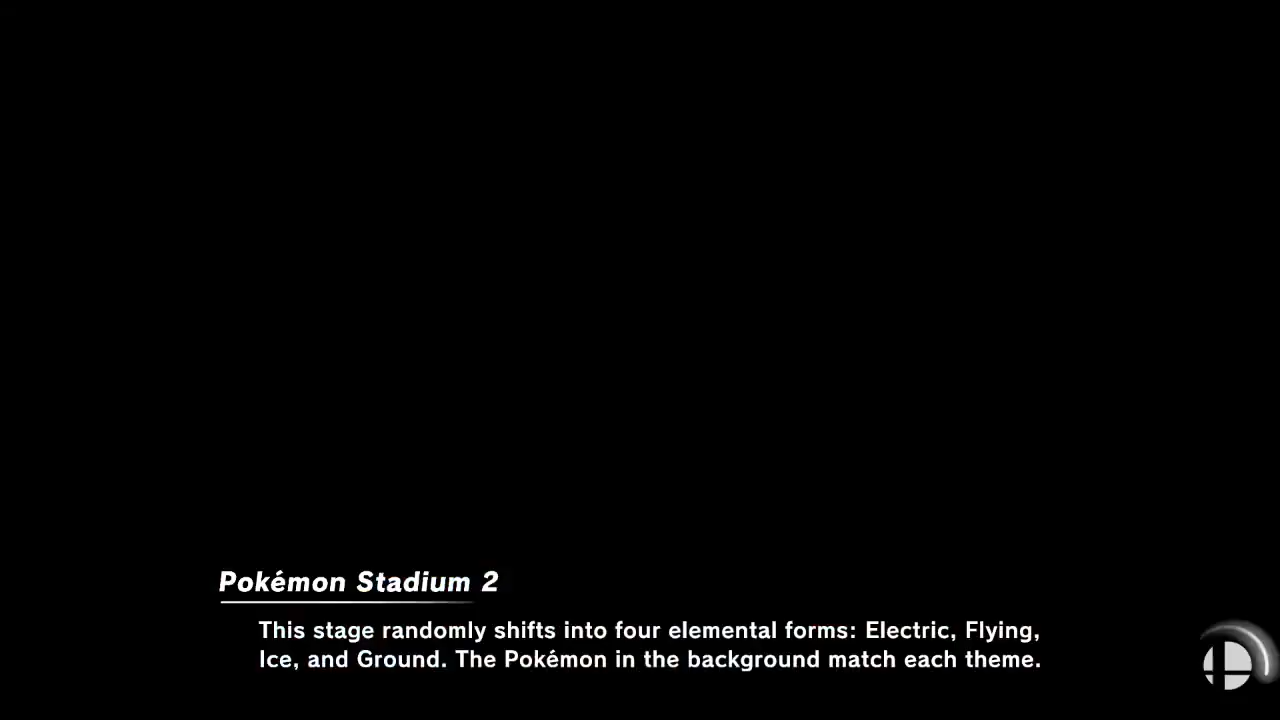 Pokémon Stadium 2
This stage randomly shifts into four elemental forms: Electric, Flying,
Ice, and Ground. The Pokémon in the background match each theme.